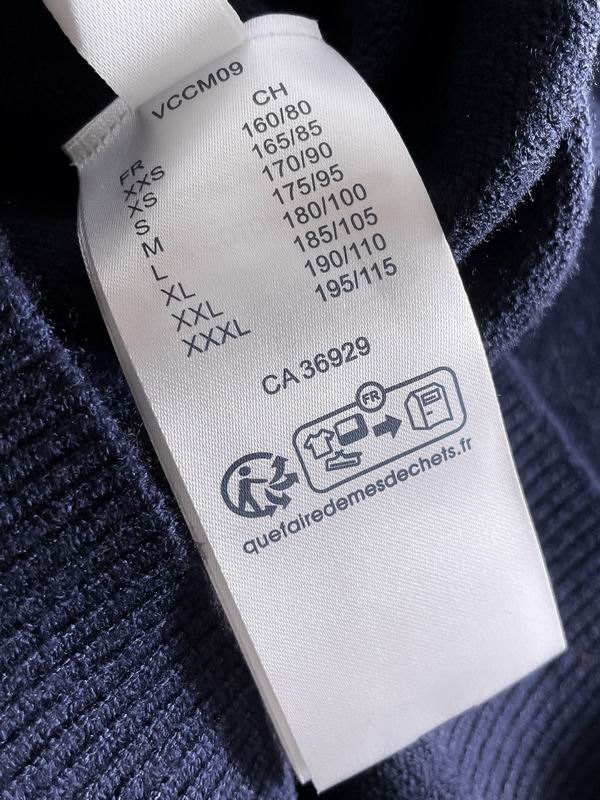 VCCM09
FR CH
XXS 160/80
XS 165/85
S 170/90
M 175/95
L 180/100
XL 185/105
XXL 190/110
XXXL 195/115
CA 36929
FR
quefairedemesdechets.fr